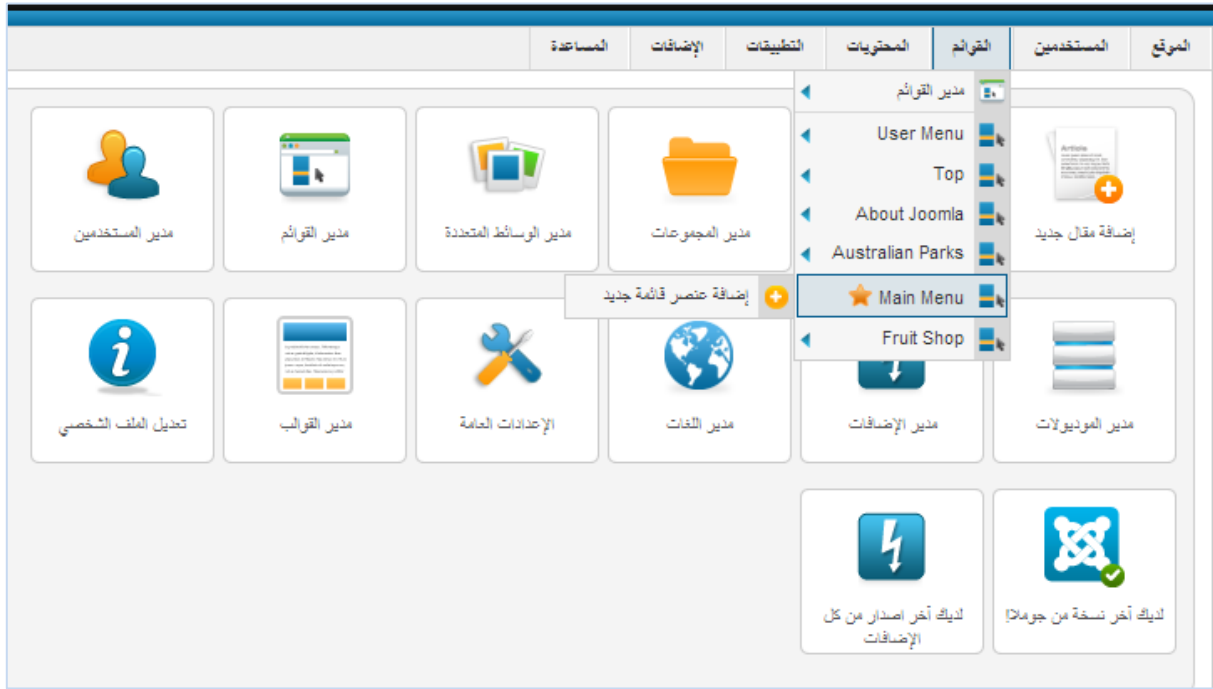 الموقع المستخدمين القوائم المحتويات التطبيقات الإضافات المساعدة
مدير القوائم
User Menu
Top
About Joomla
Australian Parks
Main Menu
إضافة عنصر قائمة جديد
Fruit Shop
Article
إضافة مقال جديد
مدير المجموعات
مدير الوسائط المتعددة
مدير القوائم
مدير المستخدمين
مدير الموديولات
مدير الإضافات
مدير اللغات
الإعدادات العامة
مدير القوالب
تعديل الملف الشخصي
لديك آخر نسخة من جوملا!
لديك آخر اصدار من كل
الإضافات